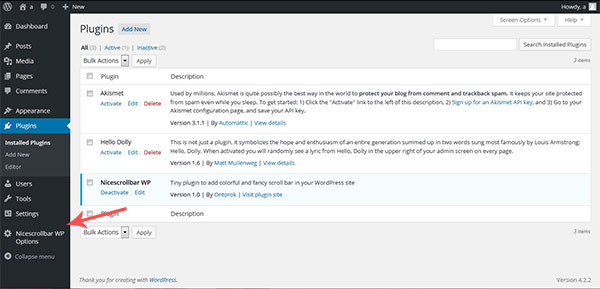 a 0 + New Howdy, a
Dashboard
Posts
Media
Pages
Comments
Appearance
Plugins
Installed Plugins
Add New
Editor
Users
Tools
Settings
Nicescrollbar WP
Options
Collapse menu
Screen Options Help
Plugins Add New
All (3) | Active (1) | Inactive (2)
Search Installed Plugins
Bulk Actions Apply 3 items
Plugin Description
Akismet
Activate | Edit | Delete
Used by millions, Akismet is quite possibly the best way in the world to protect your blog from comment and trackback spam. It keeps your site protected
from spam even while you sleep. To get started: 1) Click the "Activate" link to the left of this description, 2) Sign up for an Akismet API key, and 3) Go to your
Akismet configuration page, and save your API key.
Version 3.1.1 | By Automattic | View details
Hello Dolly
Activate | Edit | Delete
This is not just a plugin, it symbolizes the hope and enthusiasm of an entire generation summed up in two words sung most famously by Louis Armstrong:
Hello, Dolly. When activated you will randomly see a lyric from Hello, Dolly in the upper right of your admin screen on every page.
Version 1.6 | By Matt Mullenweg | View details
Nicescrollbar WP
Deactivate | Edit
Tiny plugin to add colorful and fancy scroll bar in your WordPress site
Version 1.0 | By Ontorok | Visit plugin site
Plugin Description
Bulk Actions Apply 3 items
Thank you for creating with WordPress. Version 4.2.2